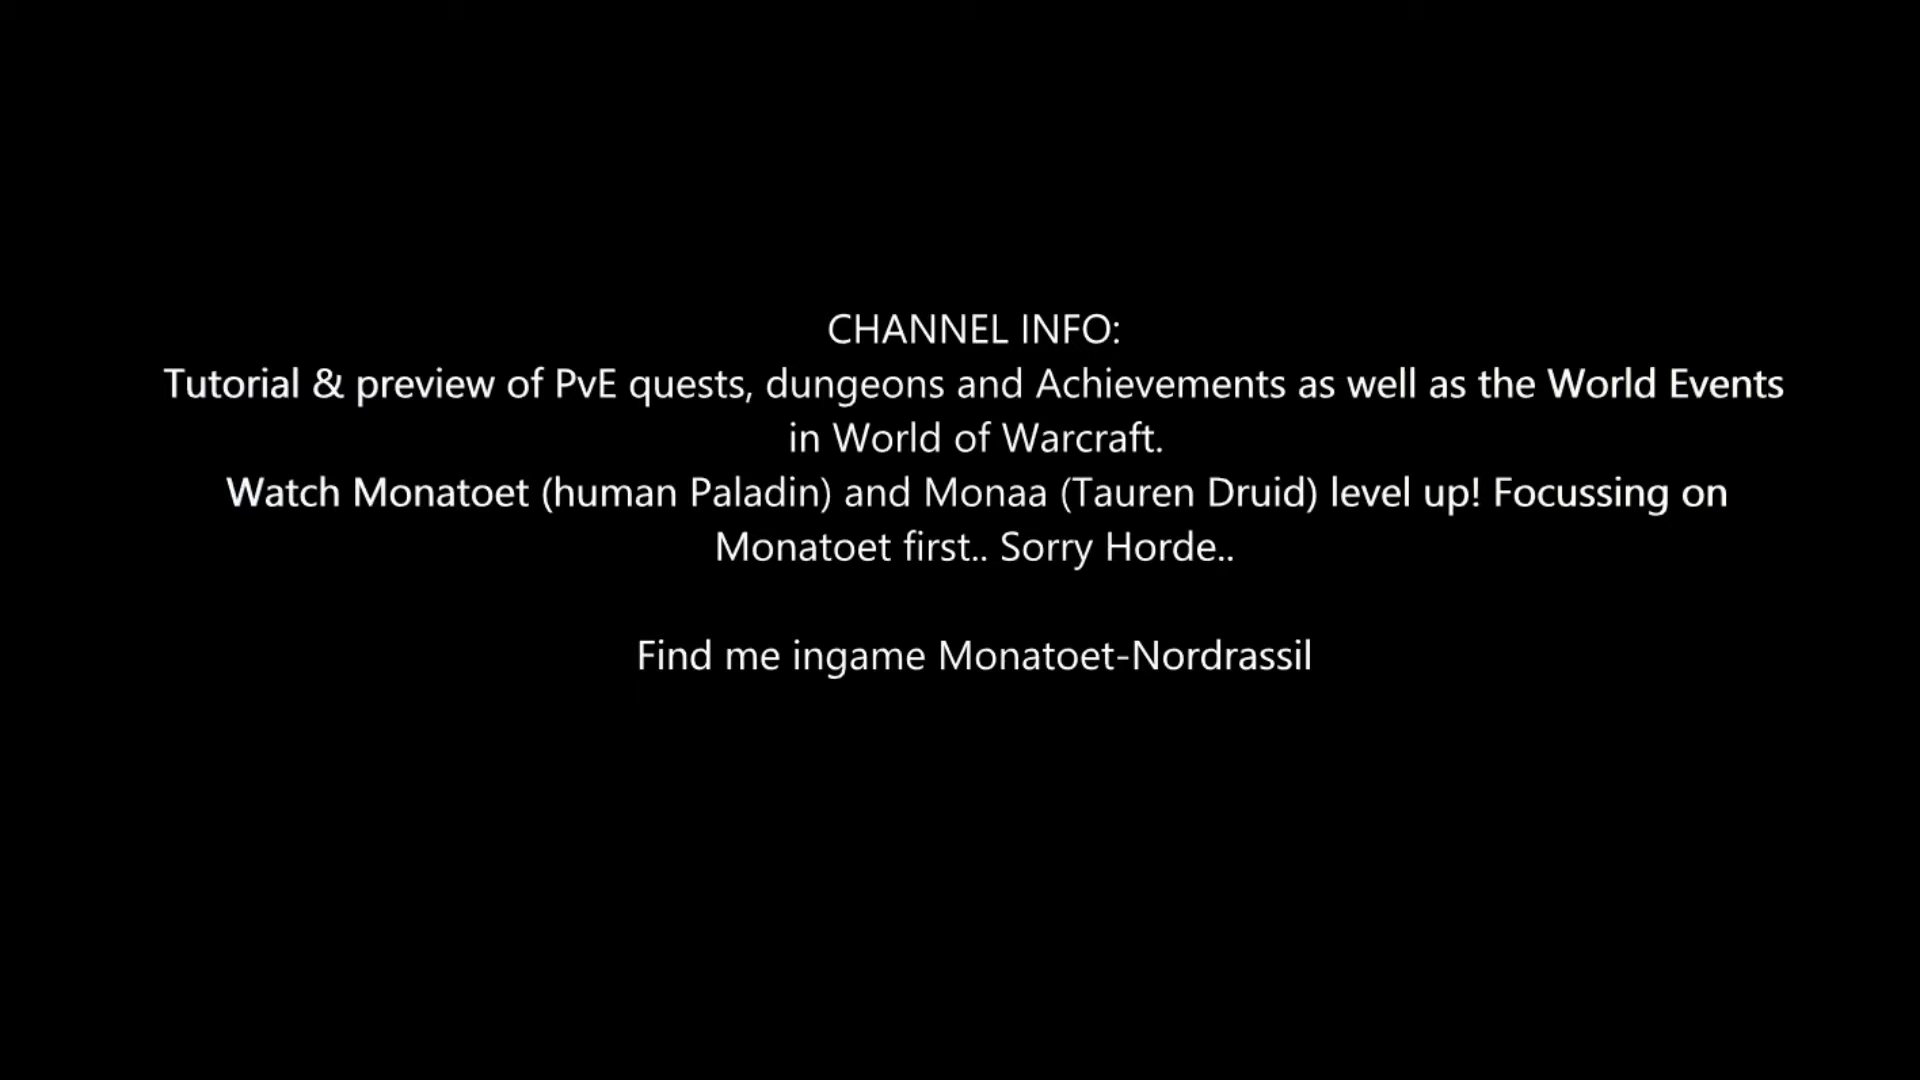 CHANNEL INFO:
Tutorial & preview of PvE quests, dungeons and Achievements as well as the World Events
in World of Warcraft.
Watch Monatoet (human Paladin) and Monaa (Tauren Druid) level up! Focussing on
Monatoet first.. Sorry Horde..
Find me ingame Monatoet-Nordrassil